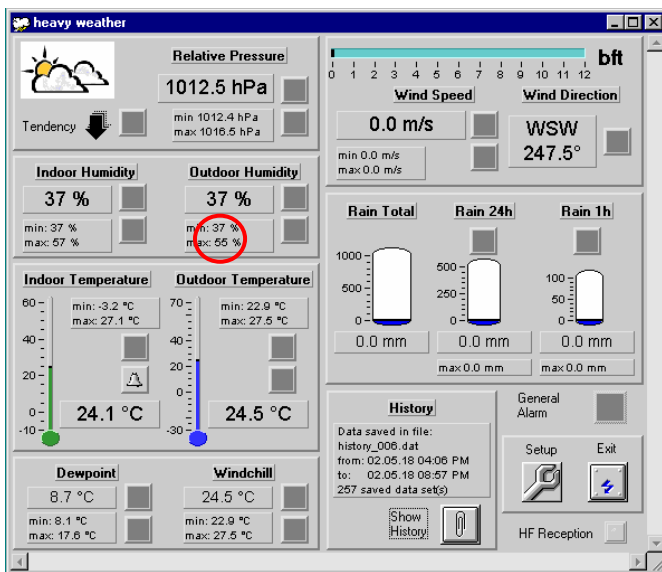 heavy weather
Relative Pressure
1012.5 hPa
Tendency
min 1012.4 hPa
max 1016.5 hPa
bft
0 1 2 3 4 5 6 7 8 9 10 11 12
Wind Speed
Wind Direction
0.0 m/s
WSW
247.5°
min 0.0 m/s
max 0.0 m/s
Indoor Humidity
Outdoor Humidity
37 %
37 %
min: 37 %
max: 57 %
min: 37 %
max: 55 %
Rain Total
Rain 24h
Rain 1h
1000
500
0
500
250
0
100
50
0
0.0 mm
0.0 mm
0.0 mm
max 0.0 mm
max 0.0 mm
Indoor Temperature
Outdoor Temperature
60
40
20
0
-10
min: -3.2 °C
max: 27.1 °C
24.1 °C
70
40
20
0
-30
min: 22.9 °C
max: 27.5 °C
24.5 °C
Dewpoint
Windchill
8.7 °C
24.5 °C
min: 8.1 °C
max: 17.6 °C
min: 22.9 °C
max: 27.5 °C
History
Data saved in file:
history_006.dat
from: 02.05.18 04:06 PM
to: 02.05.18 08:57 PM
257 saved data set(s)
Show
History
General
Alarm
Setup
Exit
HF Reception